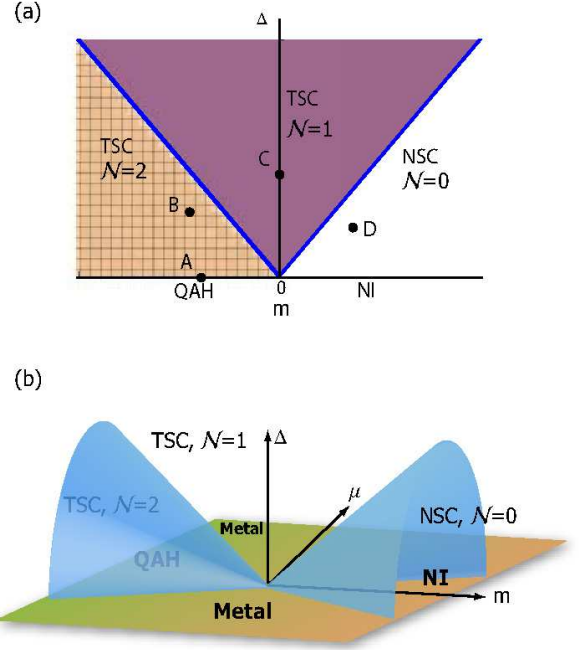 (a)
Δ
TSC
𝒩=1
TSC
𝒩=2
C
NSC
𝒩=0
B
D
A
QAH
0
NI
m
(b)
TSC, 𝒩=1
Δ
μ
TSC, 𝒩=2
NSC, 𝒩=0
Metal
QAH
NI
m
Metal